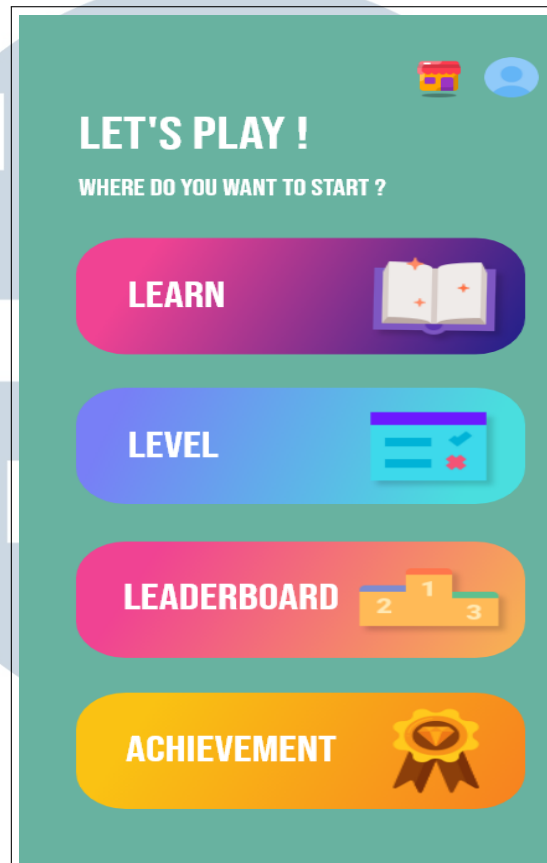 LET'S PLAY !
WHERE DO YOU WANT TO START ?
LEARN
LEVEL
LEADERBOARD
2 1 3
ACHIEVEMENT